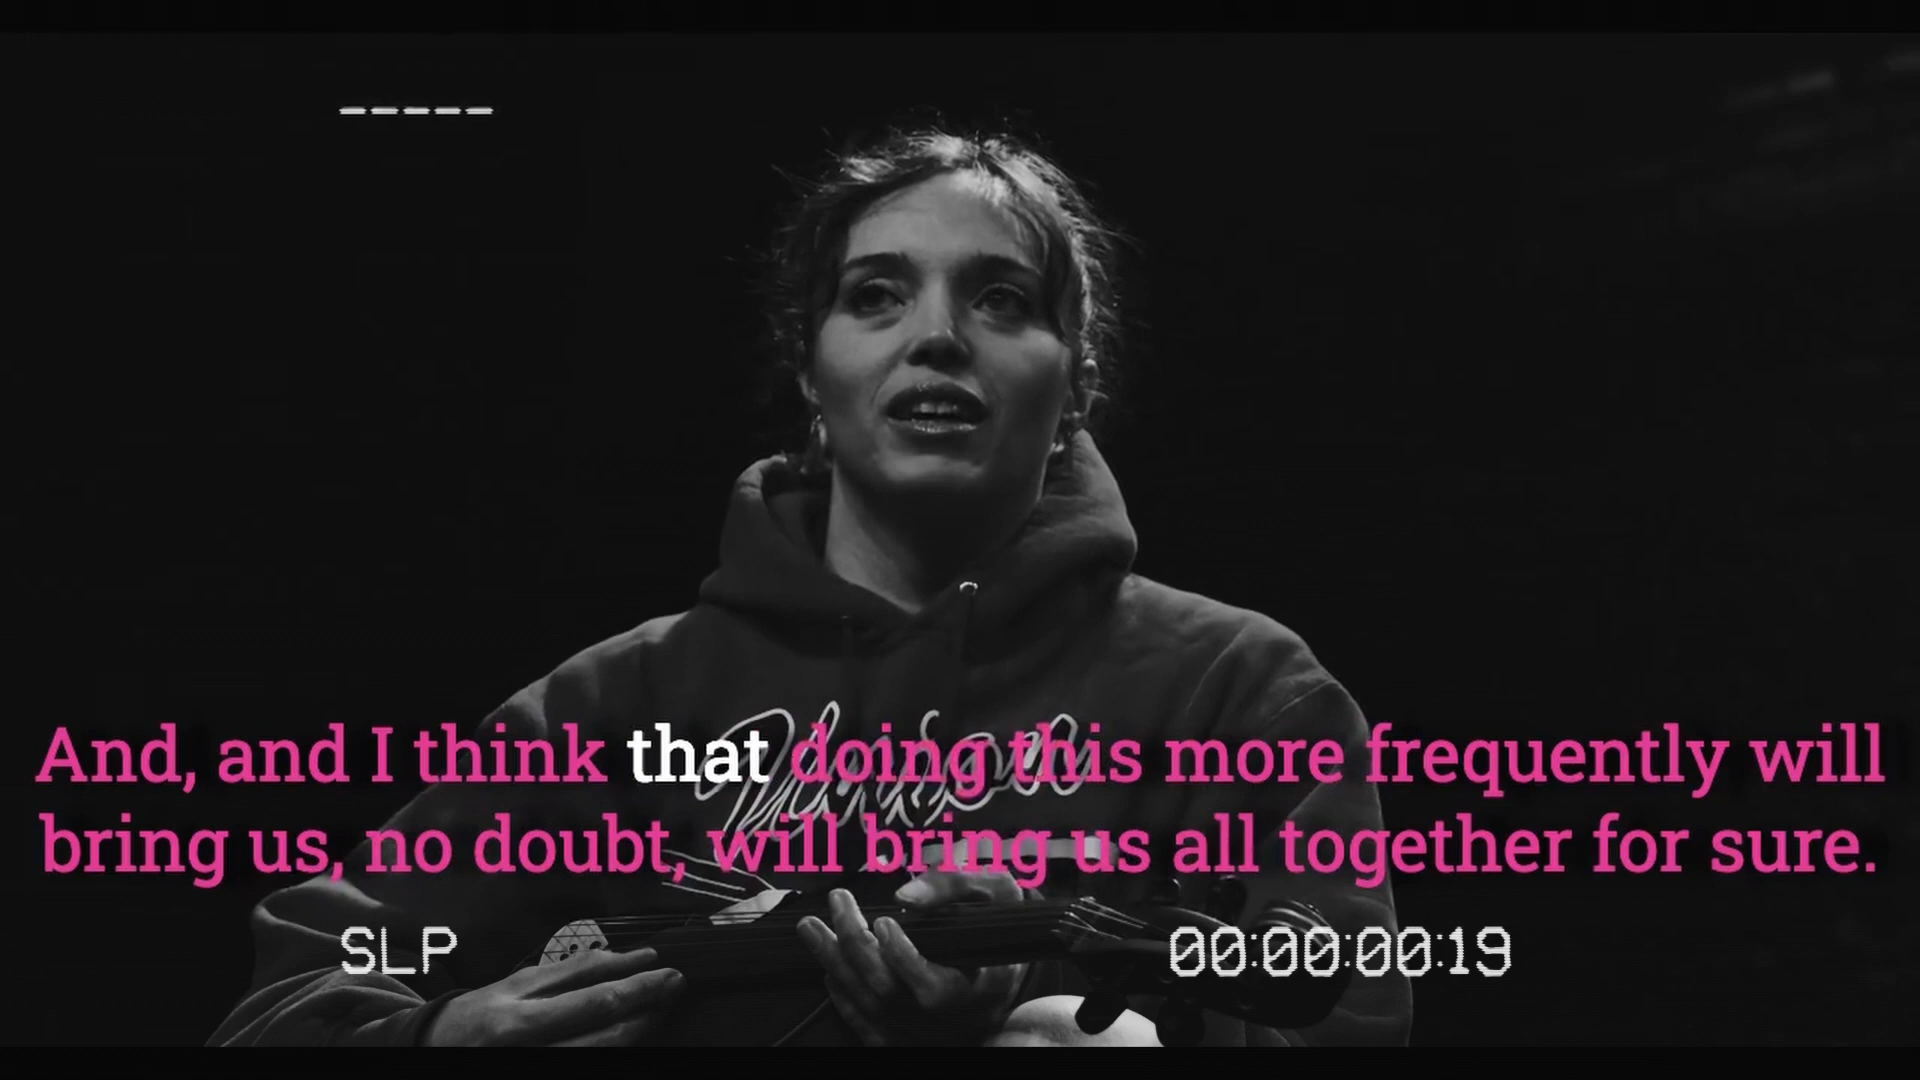 -----
And, and I think that doing this more frequently will
bring us, no doubt, will bring us all together for sure.
SLP
00:00:00:19